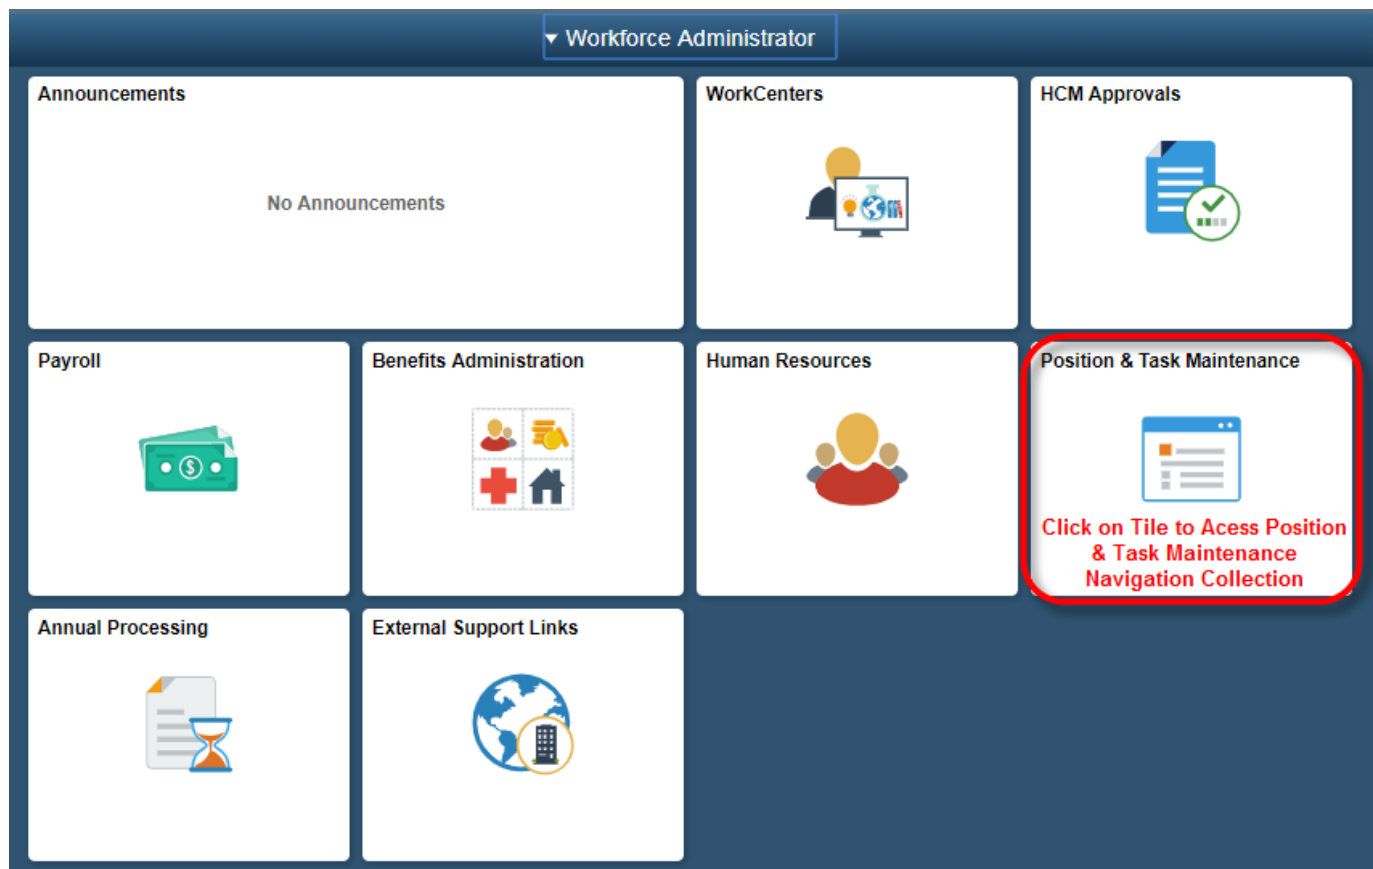 Workforce Administrator
Announcements
No Announcements
WorkCenters
HCM Approvals
Payroll
Benefits Administration
Human Resources
Position & Task Maintenance
Click on Tile to Acess Position
& Task Maintenance
Navigation Collection
Annual Processing
External Support Links